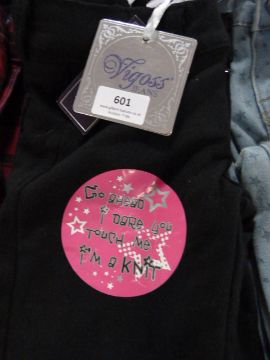 Vigoss
JEANS
601
Go ahead
i dare you
touch me
i'm a KNIT